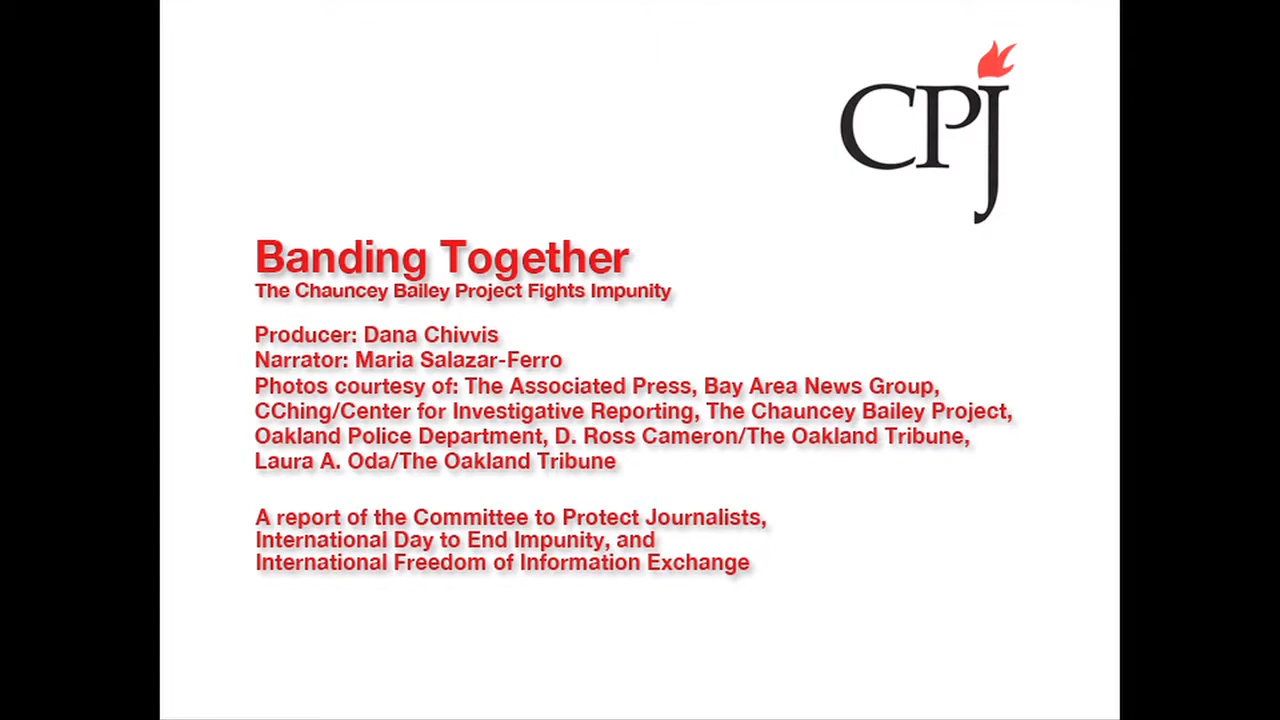 CPJ
Banding Together
The Chauncey Bailey Project Fights Impunity
Producer: Dana Chivvis
Narrator: Maria Salazar-Ferro
Photos courtesy of: The Associated Press, Bay Area News Group,
CChing/Center for Investigative Reporting, The Chauncey Bailey Project,
Oakland Police Department, D. Ross Cameron/The Oakland Tribune,
Laura A. Oda/The Oakland Tribune
A report of the Committee to Protect Journalists,
International Day to End Impunity, and
International Freedom of Information Exchange